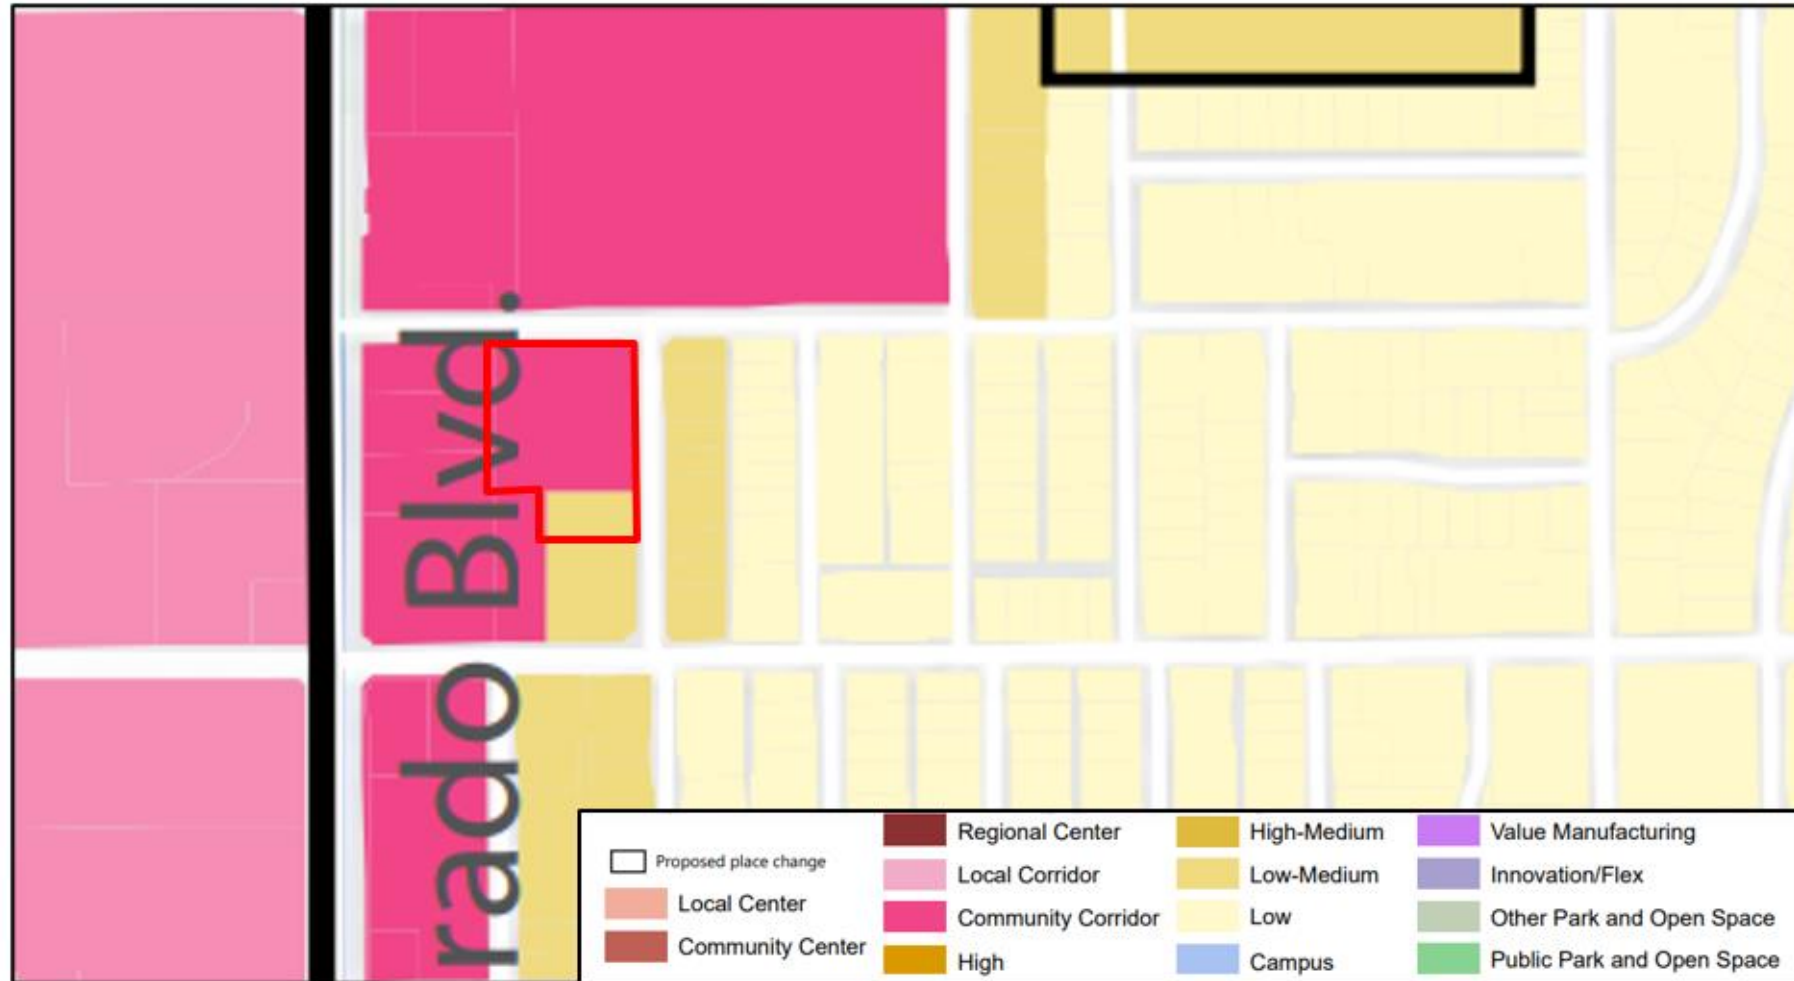 rado Blvd.
Proposed place change
Local Center
Community Center
Regional Center
Local Corridor
Community Corridor
High
High-Medium
Low-Medium
Low
Campus
Value Manufacturing
Innovation/Flex
Other Park and Open Space
Public Park and Open Space